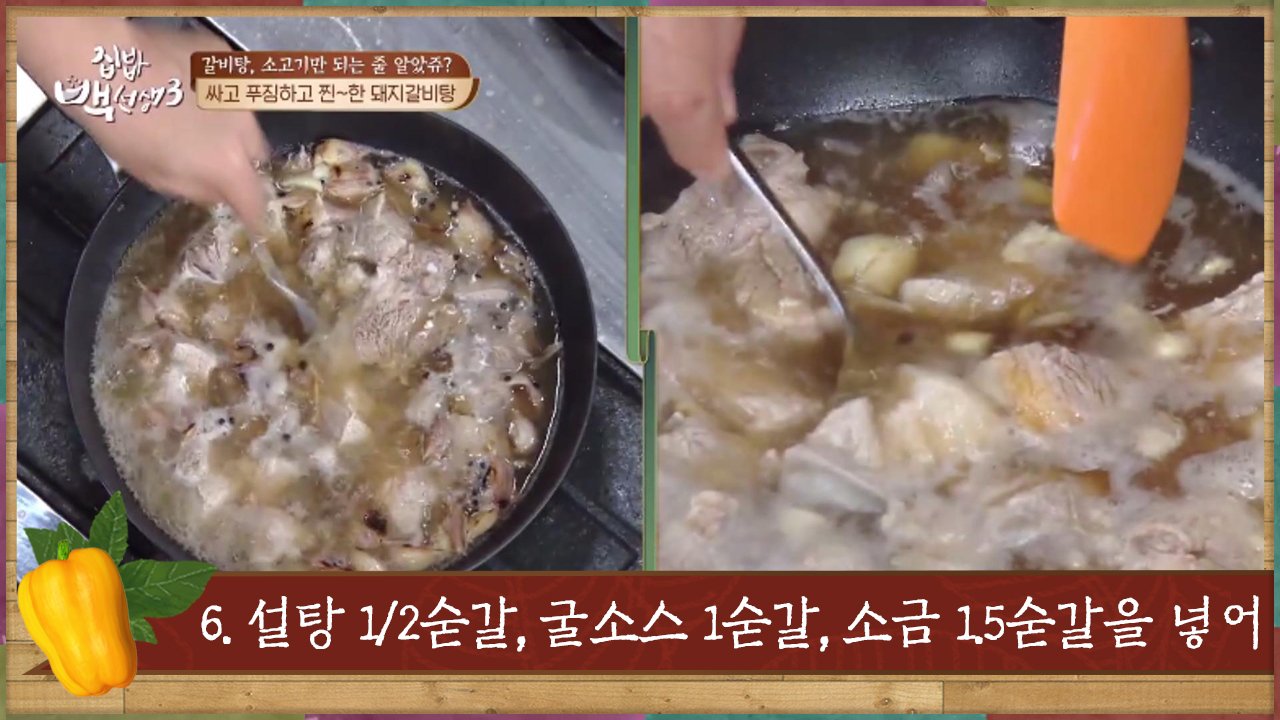 집밥
백선생3
갈비탕, 소고기만 되는 줄 알았쥬?
싸고 푸짐하고 찐~한 돼지갈비탕
6. 설탕 1/2숟갈, 굴소스 1숟갈, 소금 1.5숟갈을 넣어